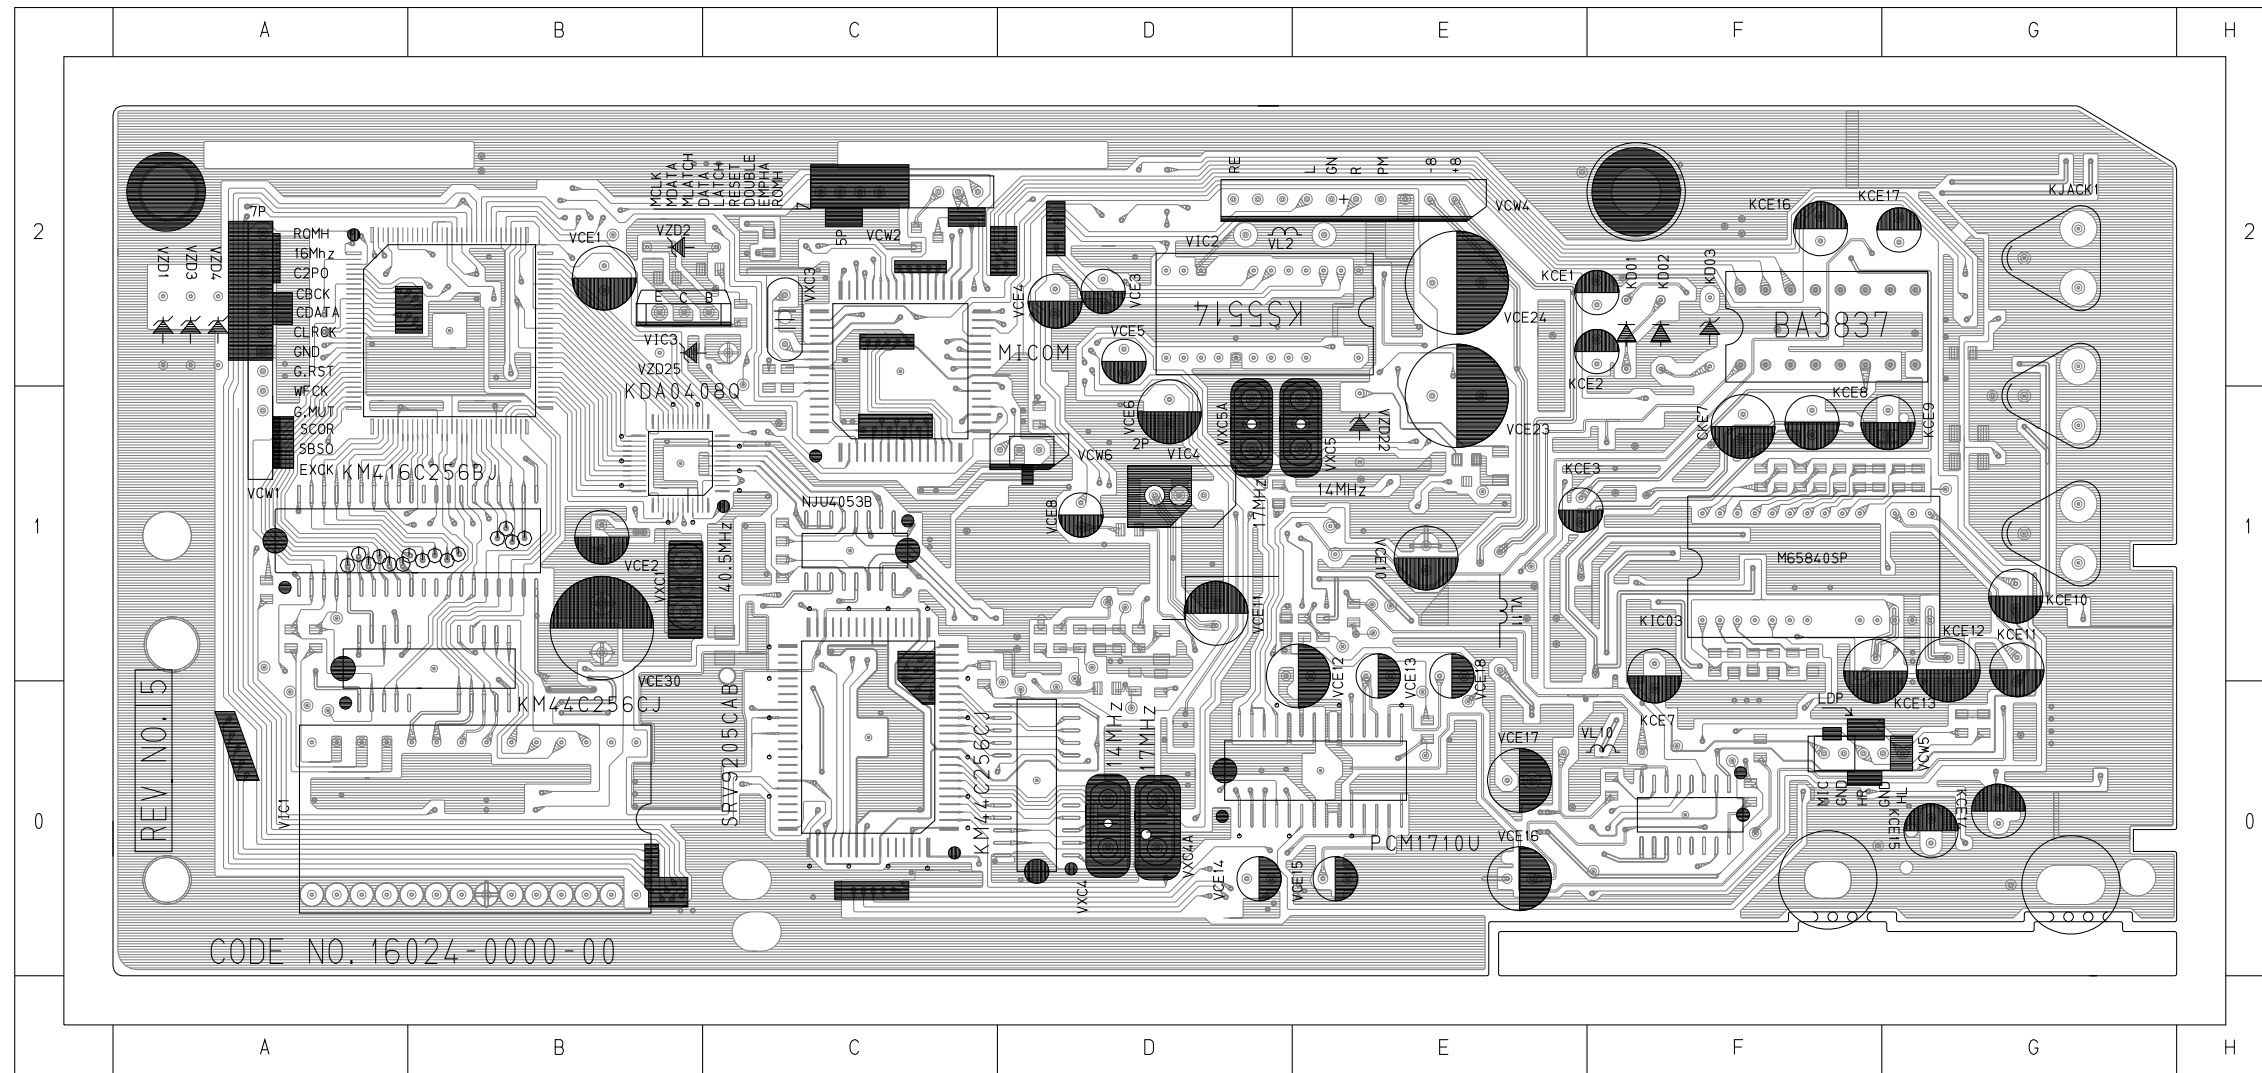 A B C D E F G H
2
1
0
2
1
0
A B C D E F G H
MCLK
MDATA
MLATCH
DATA
LATCH
RESET
DOUBLE
EMPHA
ROMH
7
5P
VCW2
RE
L
GN
R
PM
-8
+8
+
VCW4
VL2
VIC2
KCE16
KCE17
KJACK1
7P
ROMH
16Mhz
C2PO
CBCK
CDATA
CLRCK
GND
G.RST
WFCK
G.MUT
SCOR
SBSO
EXCK
VCW1
VZD1
VZD3
VZD4
VCE1
VZD2
E C B
VIC3
VZD25
KDA0408Q
VXC3
VCE4
VCE3
VCE5
MICOM
KS5514
VCE24
VCE23
KCE1
KCE2
KD01
KD02
KD03
BA3837
VCE6
2P
VIC4
VCW6
VXC5A
VXC5
VZD22
CKE7
KCE8
KCE9
KM416C256BJ
NJU4053B
VCE8
17MHz
14MHz
KCE3
M65840SP
VCE2
VXC1
40.5MHz
VCE10
VCE11
VL11
KIC03
KCE10
KCE12
KCE11
KCE13
VCE30
KM44C256CJ
VCE12
VCE13
VCE18
KCE7
LDP
VCW5
VL10
VCE17
REV NO.15
VIC1
SRV9205CAB
KM44C256CJ
14MHz
17MHz
VXC4
VXC4A
VCE14
VCE15
PCM1710U
VCE16
MIC
GND
HR
GND
HL
KCE15
KCE14
CODE NO. 16024-0000-00